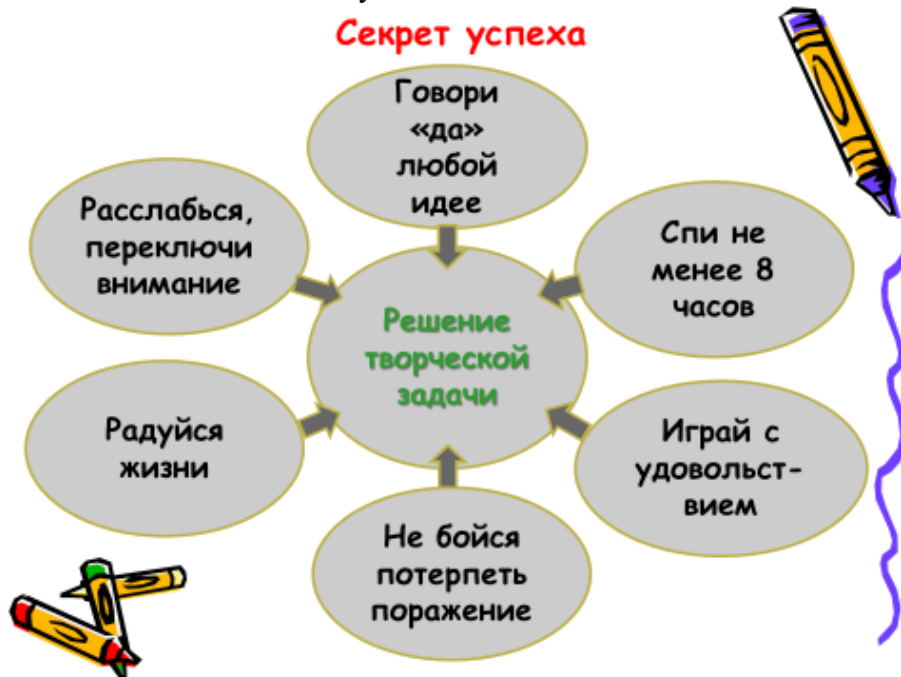 у
Секрет успеха
Говори
«да»
любой
идее
Расслабься,
переключи
внимание
Спи не
менее 8
часов
Решение
творческой
задачи
Радуйся
жизни
Играй с
удовольст-
вием
Не бойся
потерпеть
поражение